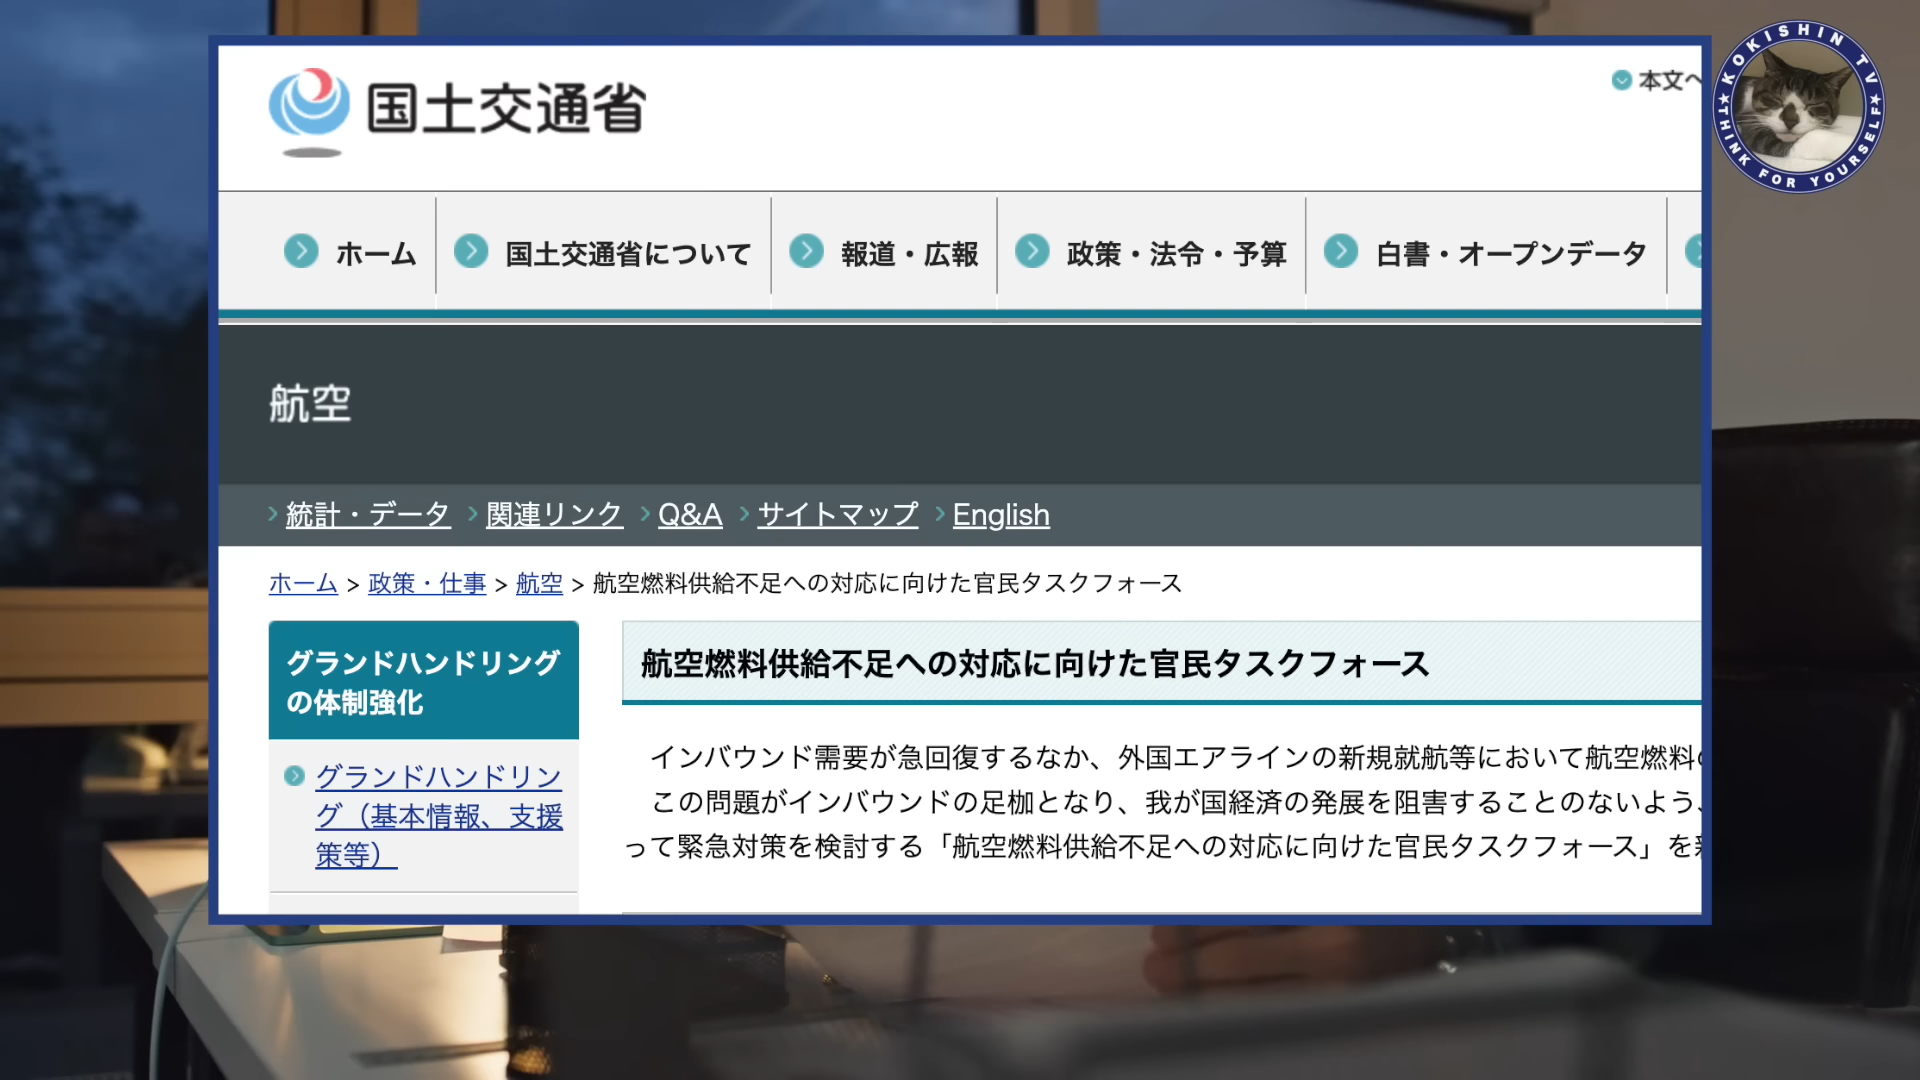 国土交通省
本文へ
KOKISHIN TV
★THINK FOR YOURSELF★
ホーム
国土交通省について
報道・広報
政策・法令・予算
白書・オープンデータ
航空
統計・データ
関連リンク
Q&A
サイトマップ
English
ホーム > 政策・仕事 > 航空 > 航空燃料供給不足への対応に向けた官民タスクフォース
グランドハンドリング
の体制強化
グランドハンドリン
グ（基本情報、支援
策等）
航空燃料供給不足への対応に向けた官民タスクフォース
インバウンド需要が急回復するなか、外国エアラインの新規就航等において航空燃料
この問題がインバウンドの足枷となり、我が国経済の発展を阻害することのないよう、
って緊急対策を検討する「航空燃料供給不足への対応に向けた官民タスクフォース」を